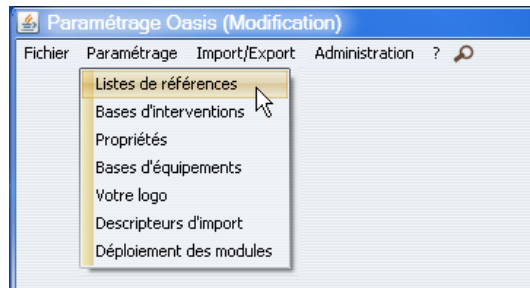 Paramétrage Oasis (Modification)
Fichier Paramétrage Import/Export Administration ?
Listes de références
Bases d'interventions
Propriétés
Bases d'équipements
Votre logo
Descripteurs d'import
Déploiement des modules